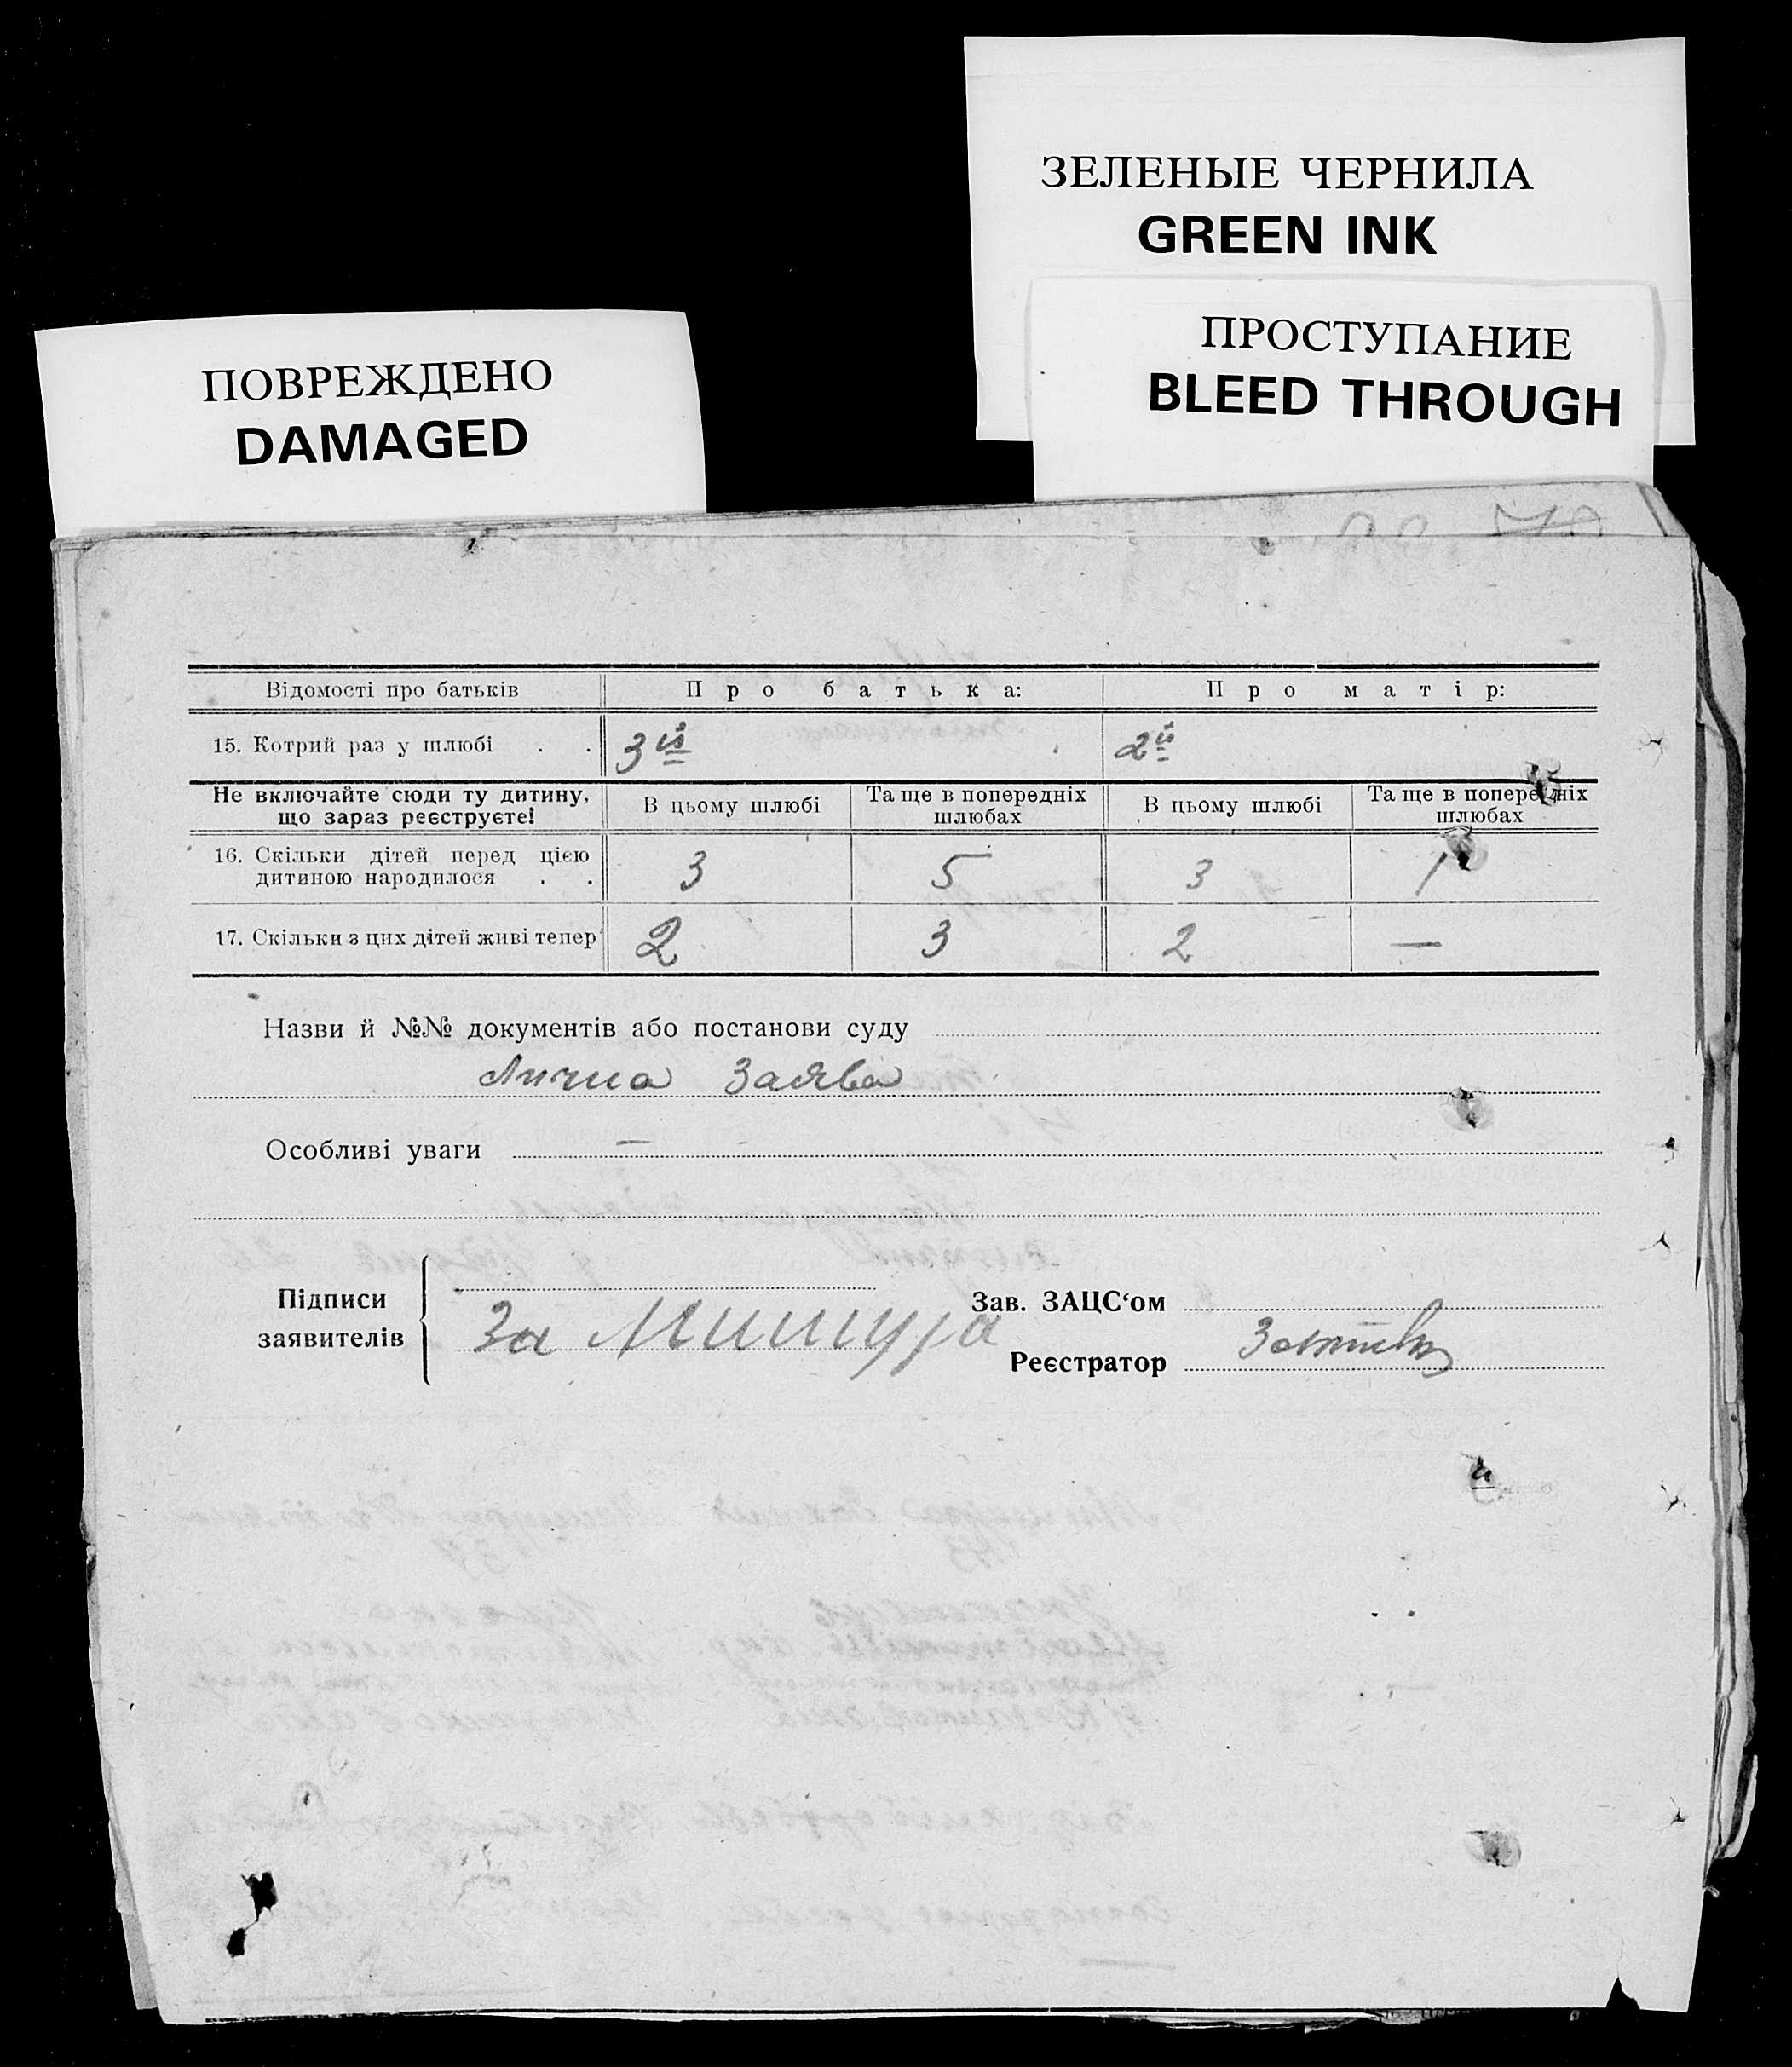 ЗЕЛЕНЫЕ ЧЕРНИЛА
GREEN INK
ПРОСТУПАНИЕ
BLEED THROUGH
ПОВРЕЖДЕНО
DAMAGED
Відомості про батьків Про батька: Про матір:
15. Котрий раз у шлюбі . . 3й 2й
Не включайте сюди ту дитину, що зараз реєструєте! В цьому шлюбі Та ще в попередніх шлюбах В цьому шлюбі Та ще в попередніх шлюбах
16. Скільки дітей перед цією
дитиною народилося . . 3 5 3 1
17. Скільки з цих дітей живі тепер 2 3 2 —
Назви й №№ документів або постанови суду
Лична Заява
Особливі уваги —
Підписи
заявителів
За Мишура
Зав. ЗАЦС‘ом
Реєстратор